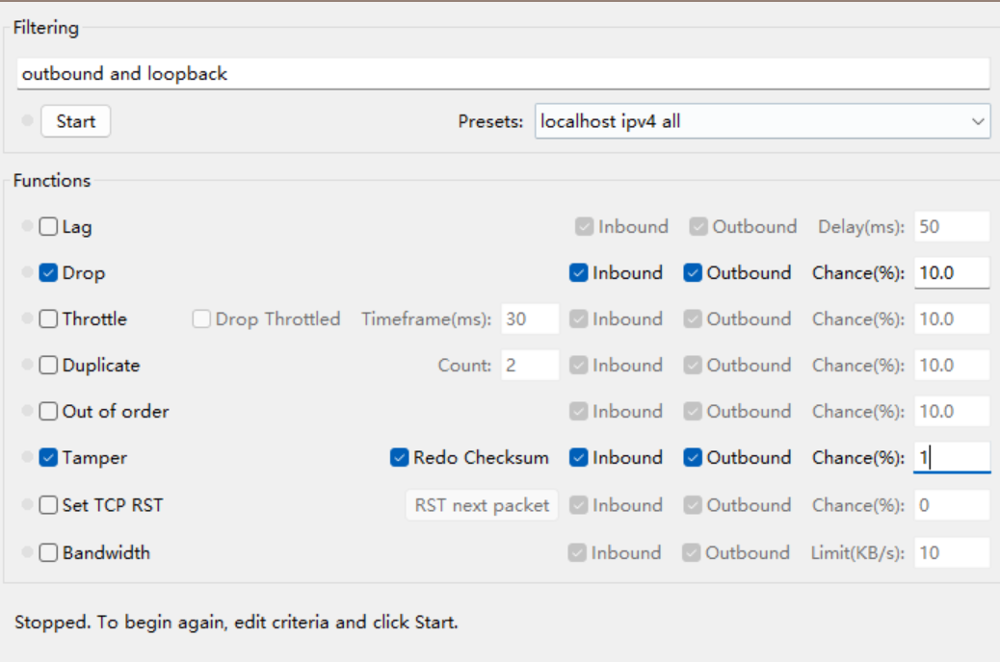 Filtering
outbound and loopback
Start Presets: localhost ipv4 all
Functions
Lag Inbound Outbound Delay(ms): 50
Drop Inbound Outbound Chance(%): 10.0
Throttle Drop Throttled Timeframe(ms): 30 Inbound Outbound Chance(%): 10.0
Duplicate Count: 2 Inbound Outbound Chance(%): 10.0
Out of order Inbound Outbound Chance(%): 10.0
Tamper Redo Checksum Inbound Outbound Chance(%): 1
Set TCP RST RST next packet Inbound Outbound Chance(%): 0
Bandwidth Inbound Outbound Limit(KB/s): 10
Stopped. To begin again, edit criteria and click Start.